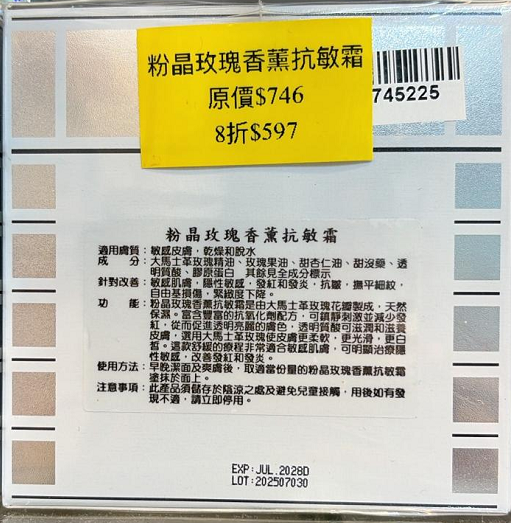 粉晶玫瑰香薰抗敏霜
原價$746
8折$597
745225
粉晶玫瑰香薰抗敏霜
適用膚質：敏感皮膚，乾燥和脫水
成　分：大馬士革玫瑰精油、玫瑰果油、甜杏仁油、甜沒藥、透
明質酸、膠原蛋白 其餘見全成分標示
針對改善：敏感肌膚，隱性敏感，發紅和發炎，抗皺，撫平細紋，
自由基損傷，緊緻度下降。
功　能：粉晶玫瑰香薰抗敏霜是由大馬士革玫瑰花瓣製成，天然
保濕。富含豐富的抗氧化劑配方，可鎮靜刺激並減少發
紅，從而促進透明亮麗的膚色，透明質酸可滋潤和滋養
皮膚，選用大馬士革玫瑰使皮膚更柔軟，更光滑，更白
皙。這款舒緩的療程非常適合敏感肌膚，可明顯治療隱
性敏感，改善發紅和發炎。
使用方法：早晚潔面及爽膚後，取適當份量的粉晶玫瑰香薰抗敏霜
塗抹於面上。
注意事項：此產品須儲存於陰涼之處及避免兒童接觸，用後如有發
現不適，請立即停用。
EXP:JUL.2028D
LOT:202507030